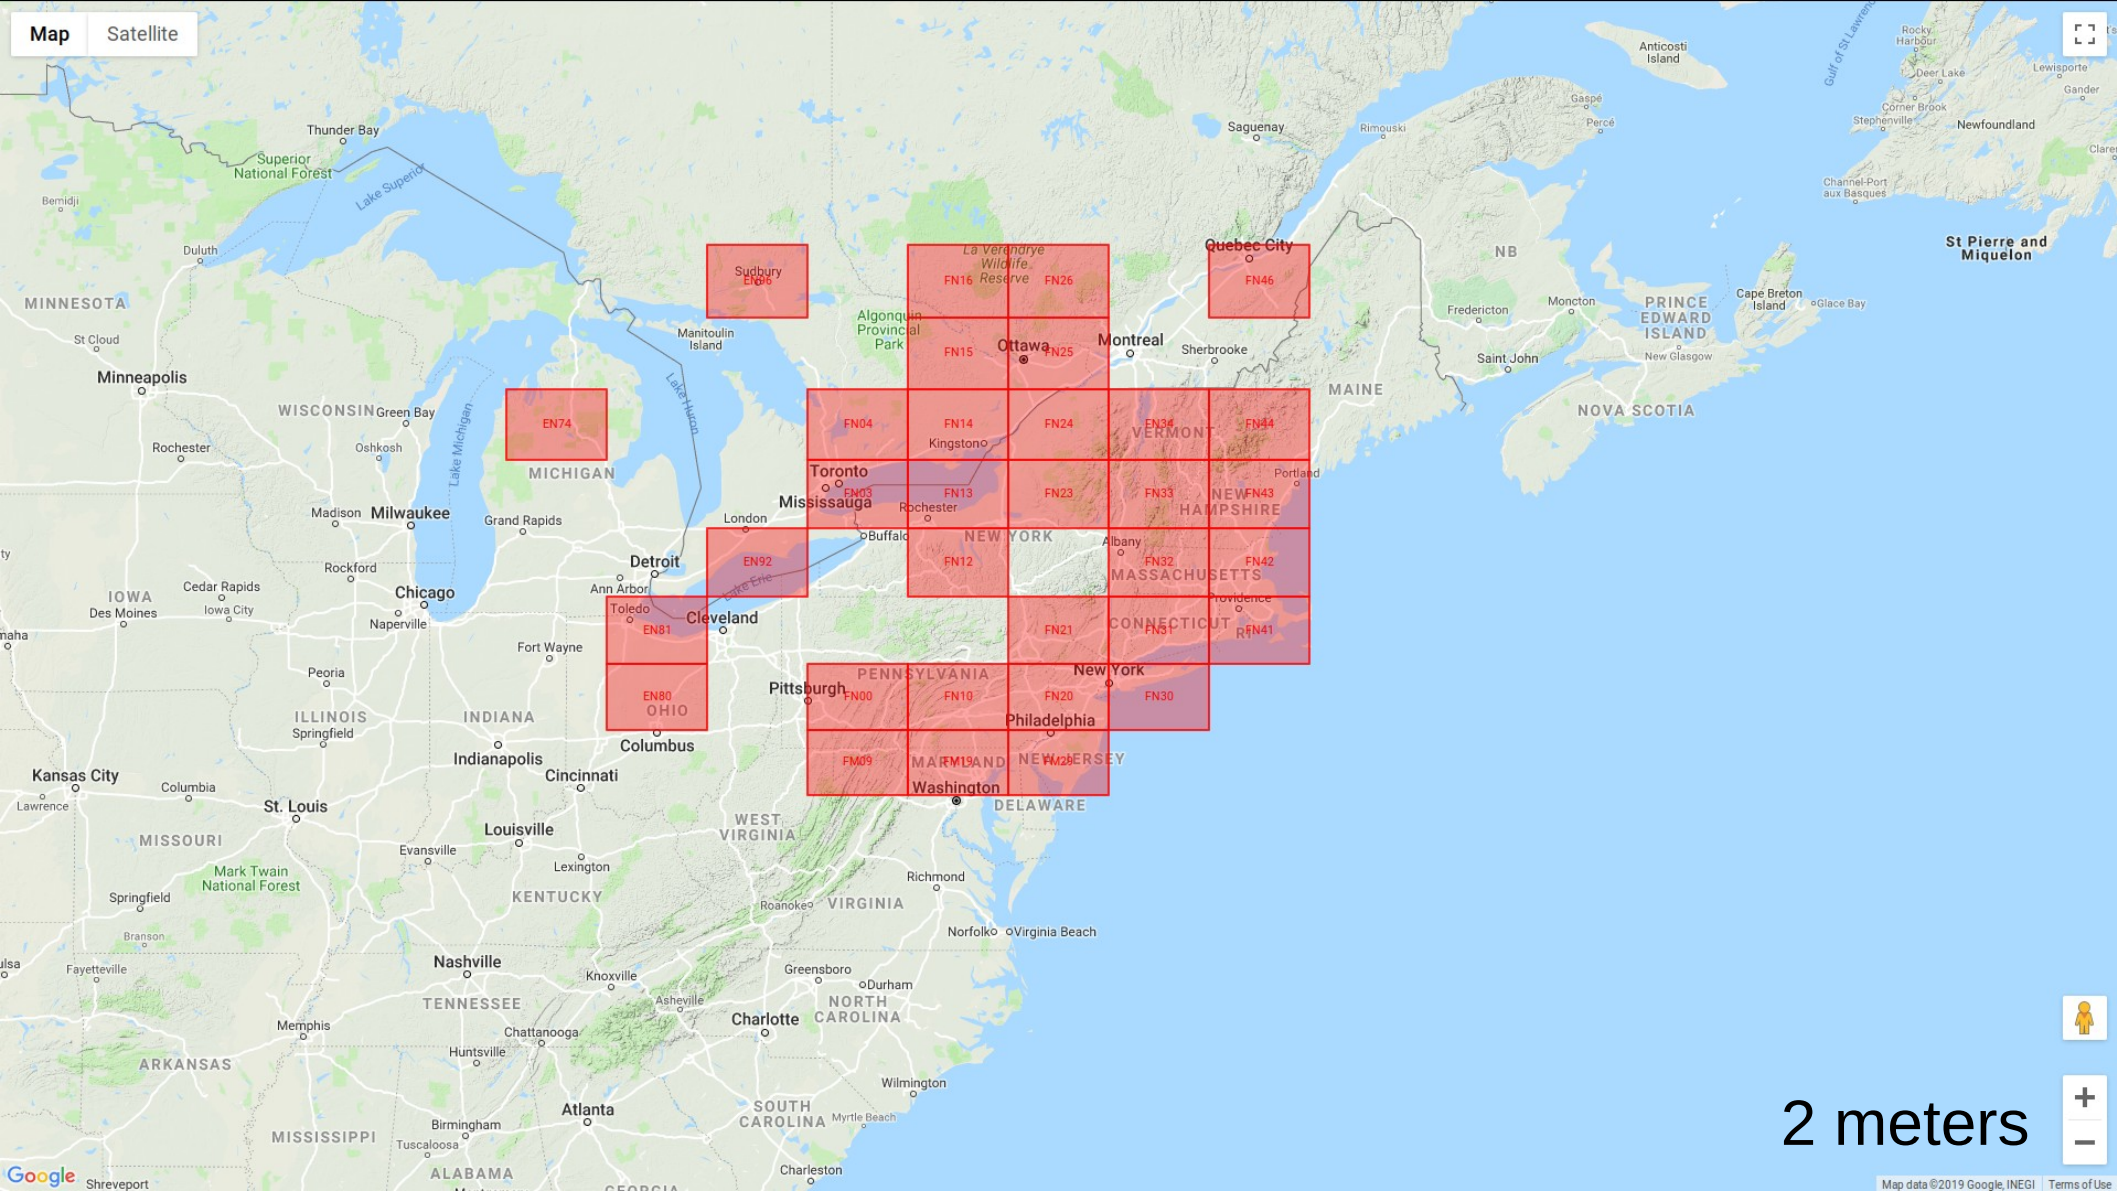 Map
Satellite
Anticosti
Island
Gulf of St Lawrence
Rocky
Harbour
Deer Lake
Lewisporte
Gander
Corner Brook
Stephenville
Newfoundland
Channel-Port
aux Basques
Gaspé
Percé
Rimouski
Saguenay
Thunder Bay
Superior
National Forest
Lake Superior
Bemidji
Duluth
St Pierre and
Miquelon
La Verendrye
Wildlife
Reserve
Quebec City
Sudbury
EN96
FN16
FN26
FN46
NB
MINNESOTA
Manitoulin
Island
Algonquin
Provincial
Park
Cape Breton
Island
Glace Bay
PRINCE
EDWARD
ISLAND
Moncton
Fredericton
St Cloud
Minneapolis
FN15
Ottawa
FN25
Montreal
Sherbrooke
Saint John
New Glasgow
WISCONSIN
Green Bay
Lake Michigan
Lake Huron
EN74
FN04
FN14
Kingston
FN24
FN34
VERMONT
FN44
MAINE
NOVA SCOTIA
Rochester
Oshkosh
MICHIGAN
Toronto
Mississauga
FN03
FN13
Rochester
FN23
FN33
NEW
HAMPSHIRE
FN43
Portland
Madison
Milwaukee
Grand Rapids
London
Buffalo
NEW YORK
Albany
Rockford
Detroit
Ann Arbor
EN92
Lake Erie
FN12
FN32
FN42
MASSACHUSETTS
IOWA
Cedar Rapids
Iowa City
Des Moines
Chicago
Naperville
Toledo
EN81
Cleveland
FN21
CONNECTICUT
FN31
Providence
RI
FN41
Fort Wayne
Peoria
Pittsburgh
PENNSYLVANIA
FN00
FN10
FN20
New York
FN30
EN80
OHIO
ILLINOIS
Springfield
INDIANA
Columbus
Philadelphia
Indianapolis
FM09
MARYLAND
FM19
NEW JERSEY
FM29
Kansas City
Lawrence
Columbia
St. Louis
Cincinnati
Washington
DELAWARE
MISSOURI
Louisville
Evansville
Lexington
WEST
VIRGINIA
Mark Twain
National Forest
Springfield
KENTUCKY
Richmond
Roanoke
VIRGINIA
Branson
Norfolk
Virginia Beach
Fayetteville
Nashville
Knoxville
Greensboro
Durham
TENNESSEE
Asheville
NORTH
CAROLINA
Memphis
Chattanooga
Charlotte
Huntsville
ARKANSAS
Wilmington
Atlanta
SOUTH
CAROLINA
Myrtle Beach
Birmingham
MISSISSIPPI
Tuscaloosa
ALABAMA
Charleston
Shreveport
2 meters
Google
Map data ©2019 Google, INEGI
Terms of Use